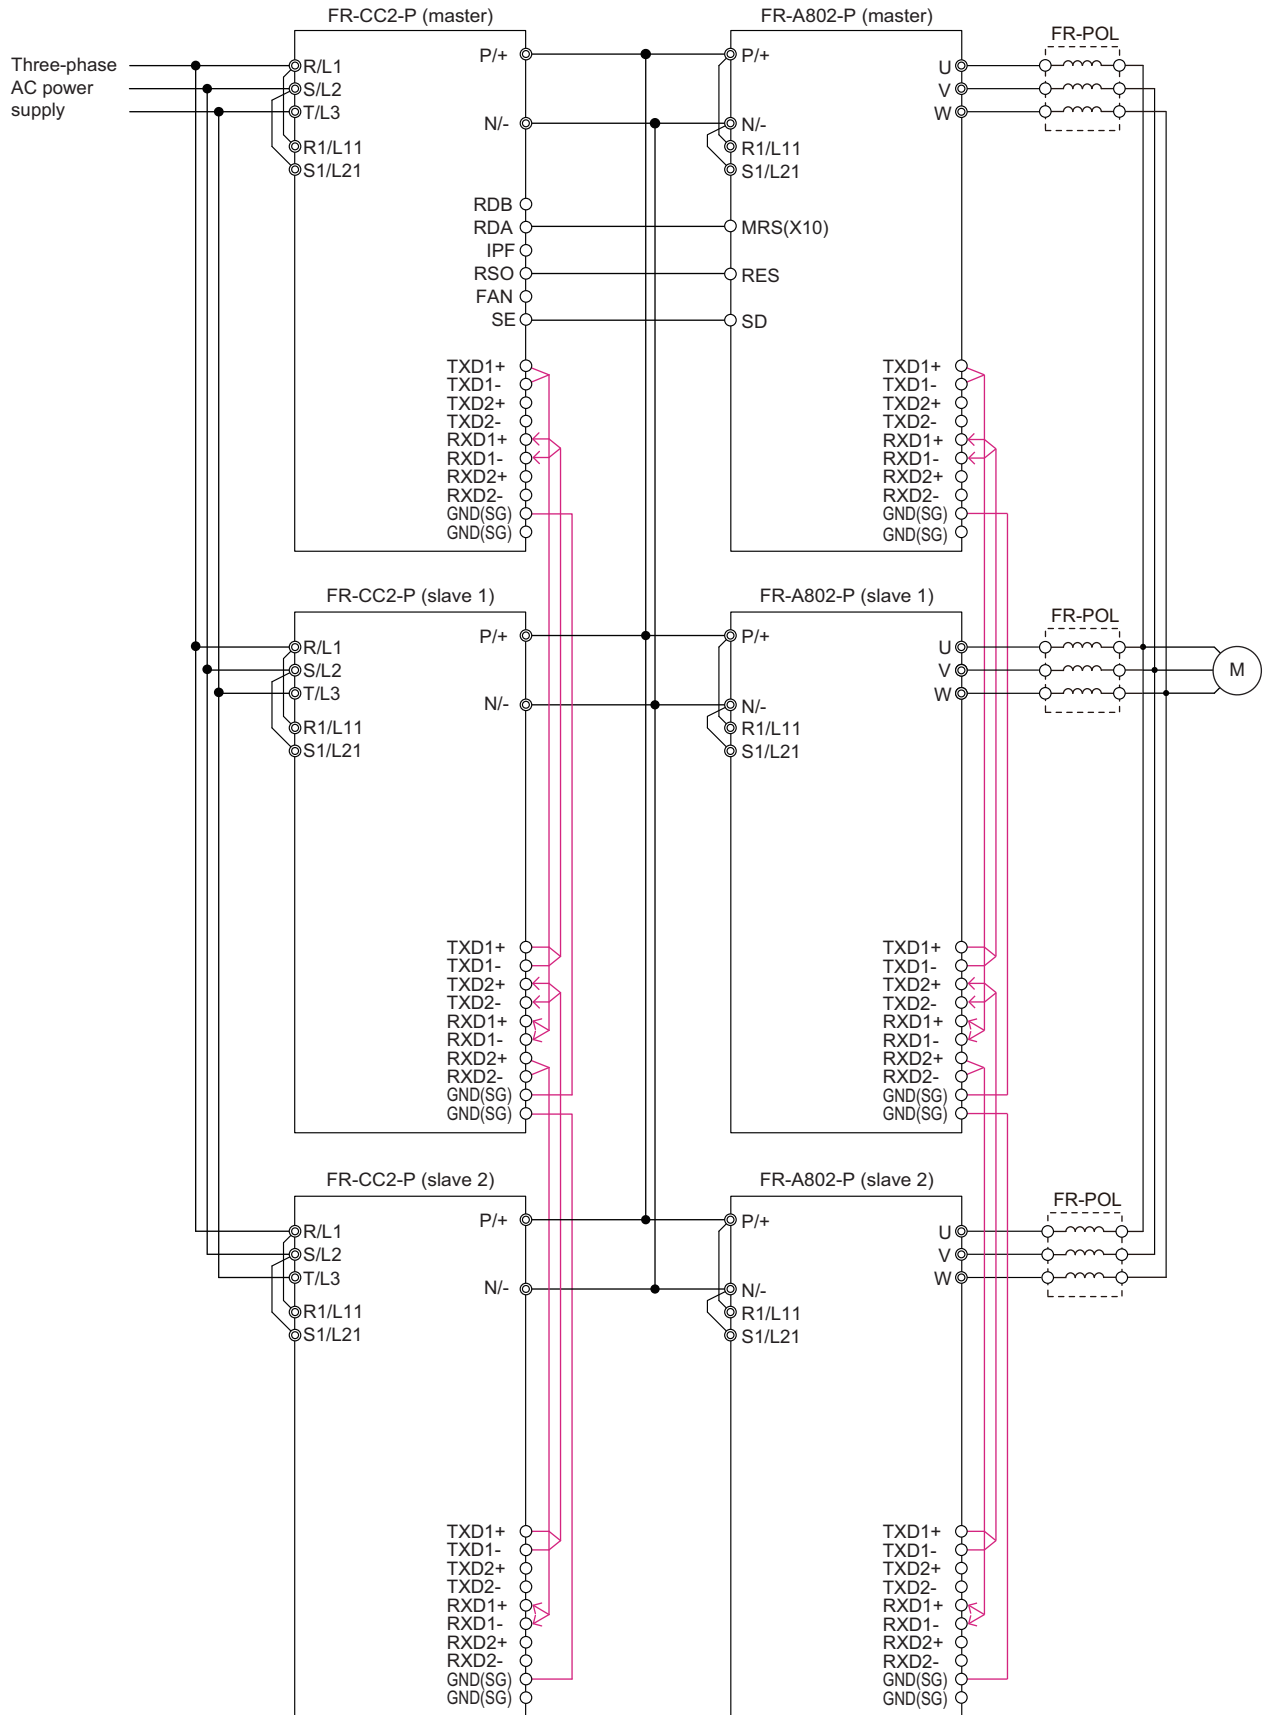 FR-CC2-P (master)
FR-A802-P (master)
FR-POL
Three-phase
AC power
supply
R/L1
S/L2
T/L3
R1/L11
S1/L21
P/+
N/-
RDB
RDA
IPF
RSO
FAN
SE
TXD1+
TXD1-
TXD2+
TXD2-
RXD1+
RXD1-
RXD2+
RXD2-
GND(SG)
GND(SG)
P/+
N/-
R1/L11
S1/L21
MRS(X10)
RES
SD
U
V
W
TXD1+
TXD1-
TXD2+
TXD2-
RXD1+
RXD1-
RXD2+
RXD2-
GND(SG)
GND(SG)
FR-CC2-P (slave 1)
FR-A802-P (slave 1)
FR-POL
R/L1
S/L2
T/L3
R1/L11
S1/L21
P/+
N/-
TXD1+
TXD1-
TXD2+
TXD2-
RXD1+
RXD1-
RXD2+
RXD2-
GND(SG)
GND(SG)
P/+
N/-
R1/L11
S1/L21
U
V
W
M
TXD1+
TXD1-
TXD2+
TXD2-
RXD1+
RXD1-
RXD2+
RXD2-
GND(SG)
GND(SG)
FR-CC2-P (slave 2)
FR-A802-P (slave 2)
FR-POL
R/L1
S/L2
T/L3
R1/L11
S1/L21
P/+
N/-
TXD1+
TXD1-
TXD2+
TXD2-
RXD1+
RXD1-
RXD2+
RXD2-
GND(SG)
GND(SG)
P/+
N/-
R1/L11
S1/L21
U
V
W
TXD1+
TXD1-
TXD2+
TXD2-
RXD1+
RXD1-
RXD2+
RXD2-
GND(SG)
GND(SG)